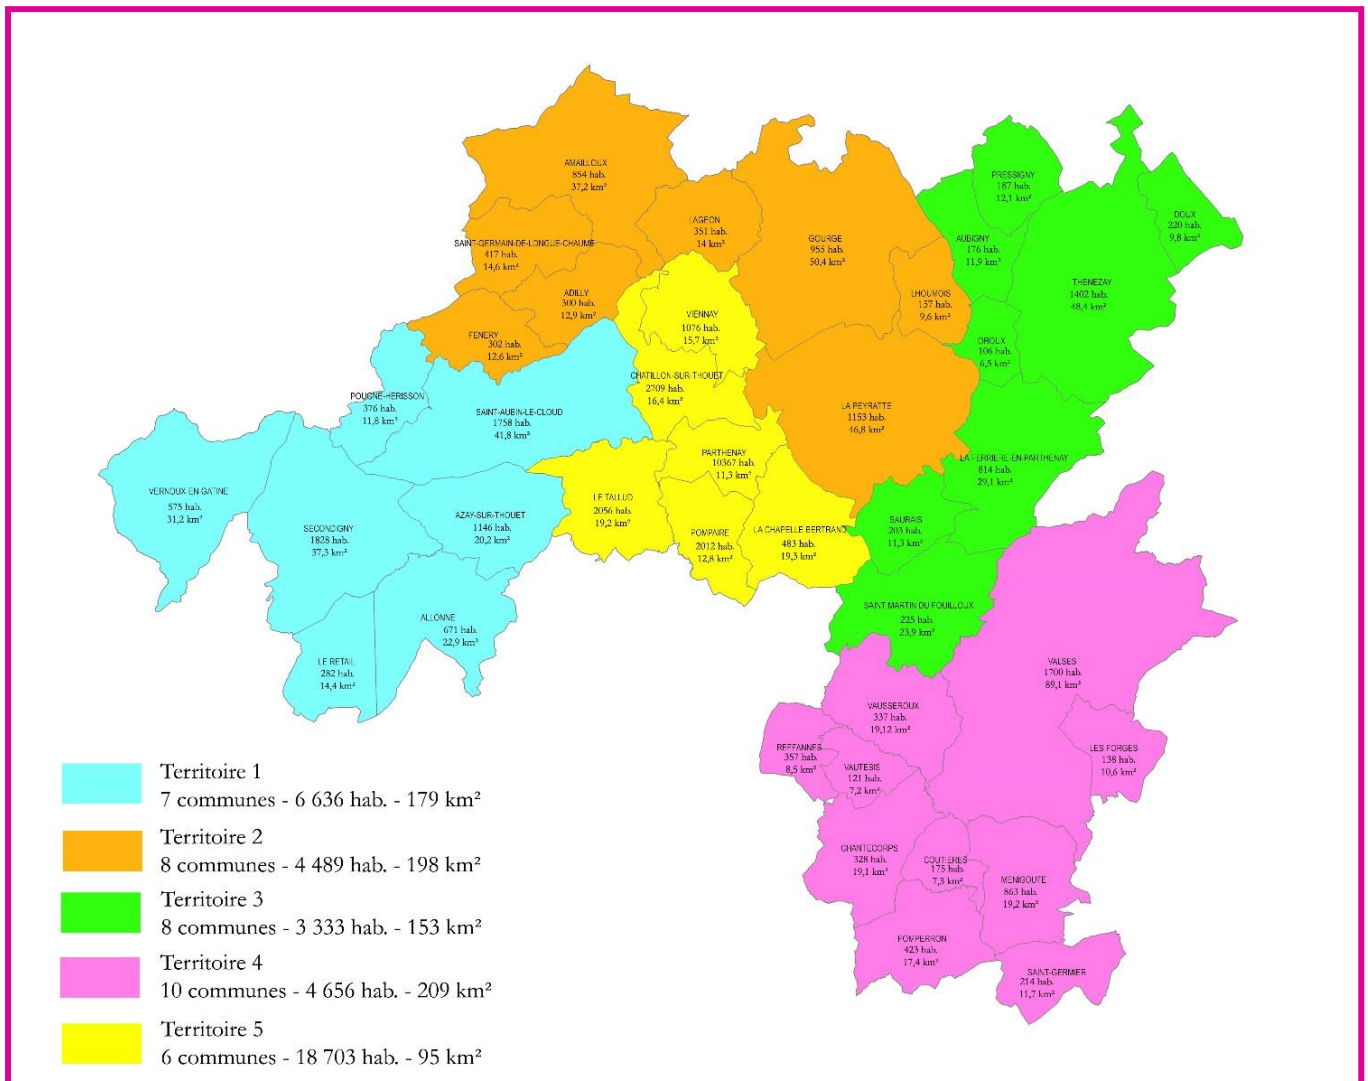 AMAILLOUX
854 hab.
37,2 km²
LAGEON
351 hab.
14 km²
GOURGE
955 hab.
50,4 km²
PRESSIGNY
187 hab.
12,1 km²
DOUX
220 hab.
9,8 km²
AUBIGNY
176 hab.
11,9 km²
THENEZAY
1402 hab.
48,4 km²
SAINT-GERMAIN-DE-LONGUE-CHAUME
417 hab.
14,6 km²
ADILLY
300 hab.
12,9 km²
LHOUMOIS
157 hab.
9,6 km²
VIENNAY
1076 hab.
15,7 km²
FENERY
302 hab.
12,6 km²
OROUX
106 hab.
6,5 km²
CHATILLON-SUR-THOUET
2709 hab.
16,4 km²
POUGNE-HERISSON
376 hab.
11,8 km²
SAINT-AUBIN-LE-CLOUD
1758 hab.
41,8 km²
LA PEYRATTE
1153 hab.
46,8 km²
PARTHENAY
10367 hab.
11,3 km²
LA FERRIERE-EN-PARTHENAY
814 hab.
29,1 km²
VERNOUX-EN-GATINE
575 hab.
31,2 km²
LE TALLUD
2056 hab.
19,2 km²
AZAY-SUR-THOUET
1146 hab.
20,2 km²
SECONDIGNY
1828 hab.
37,3 km²
POMPAIRE
2012 hab.
12,8 km²
LA CHAPELLE BERTRAND
483 hab.
19,3 km²
SAURAIS
203 hab.
11,3 km²
SAINT MARTIN DU FOUILLOUX
225 hab.
23,9 km²
ALLONNE
671 hab.
22,9 km²
LE RETAIL
282 hab.
14,4 km²
VALSES
1700 hab.
89,1 km²
VAUSSEROUX
337 hab.
19,12 km²
REFFANNES
357 hab.
8,5 km²
VAUTEBIS
121 hab.
7,2 km²
LES FORGES
138 hab.
10,6 km²
CHANTECORPS
328 hab.
19,1 km²
COUTIERES
175 hab.
7,3 km²
MENIGOUTE
863 hab.
19,2 km²
FOMPERRON
423 hab.
17,4 km²
SAINT-GERMIER
214 hab.
11,7 km²
Territoire 1
7 communes - 6 636 hab. - 179 km²
Territoire 2
8 communes - 4 489 hab. - 198 km²
Territoire 3
8 communes - 3 333 hab. - 153 km²
Territoire 4
10 communes - 4 656 hab. - 209 km²
Territoire 5
6 communes - 18 703 hab. - 95 km²